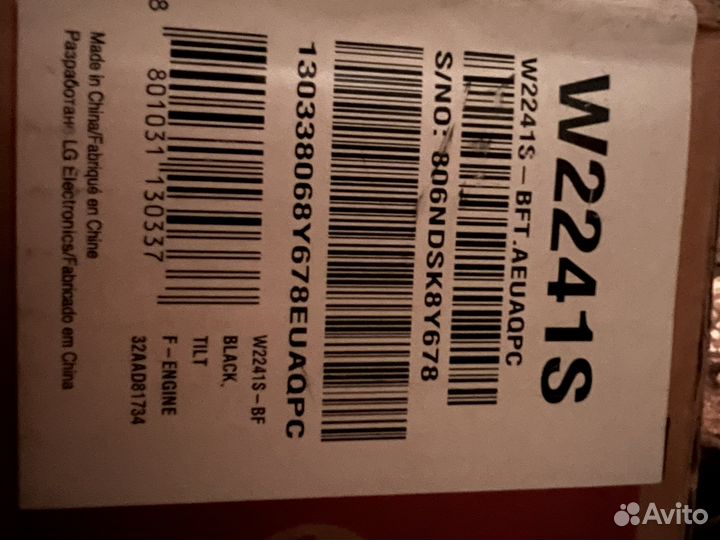 W2241S
W2241S-BFT.AEUAQPC
S/NO: 806NDSK8Y678
130338068Y678EUAQPC
8 801031 130337
W2241S-BF
BLACK,
TILT
F-ENGINE
32AAD81734
Made in China/Fabriqué en Chine
Разработан: LG Electronics/Fabricado em China
Avito